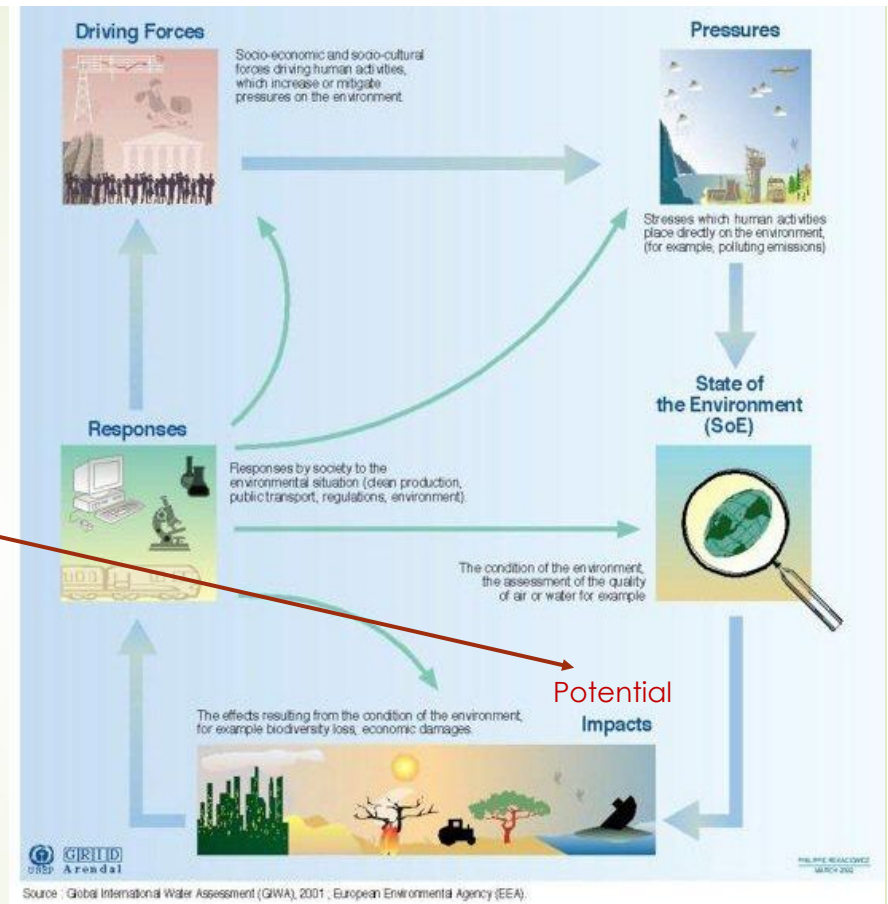 Driving Forces
Socio-economic and socio-cultural
forces driving human activities,
which increase or mitigate
pressures on the environment.
Pressures
Stresses which human activities
place directly on the environment,
(for example, polluting emissions)
State of
the Environment
(SoE)
Responses
Responses by society to the
environmental situation (clean production,
public transport, regulations, environment).
The condition of the environment,
the assessment of the quality
of air or water for example
Potential
Impacts
The effects resulting from the condition of the environment,
for example biodiversity loss, economic damages.
UNEP
GRID
Arendal
PHILIPPE REKACEWICZ
MARCH 2002
Source : Global International Water Assessment (GIWA), 2001 ; European Environmental Agency (EEA).